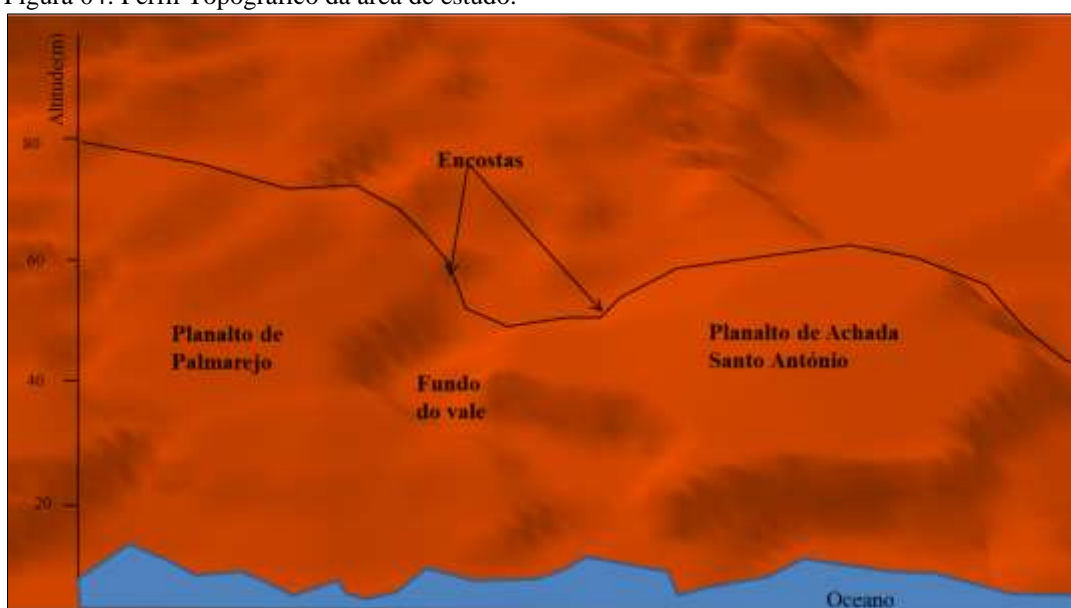 Figura 04: Perfil Topográfico da área de estudo.
Altitude(m)
80
Encostas
60
Planalto de
Palmarejo
Planalto de Achada
Santo António
40
Fundo
do vale
20
Oceano